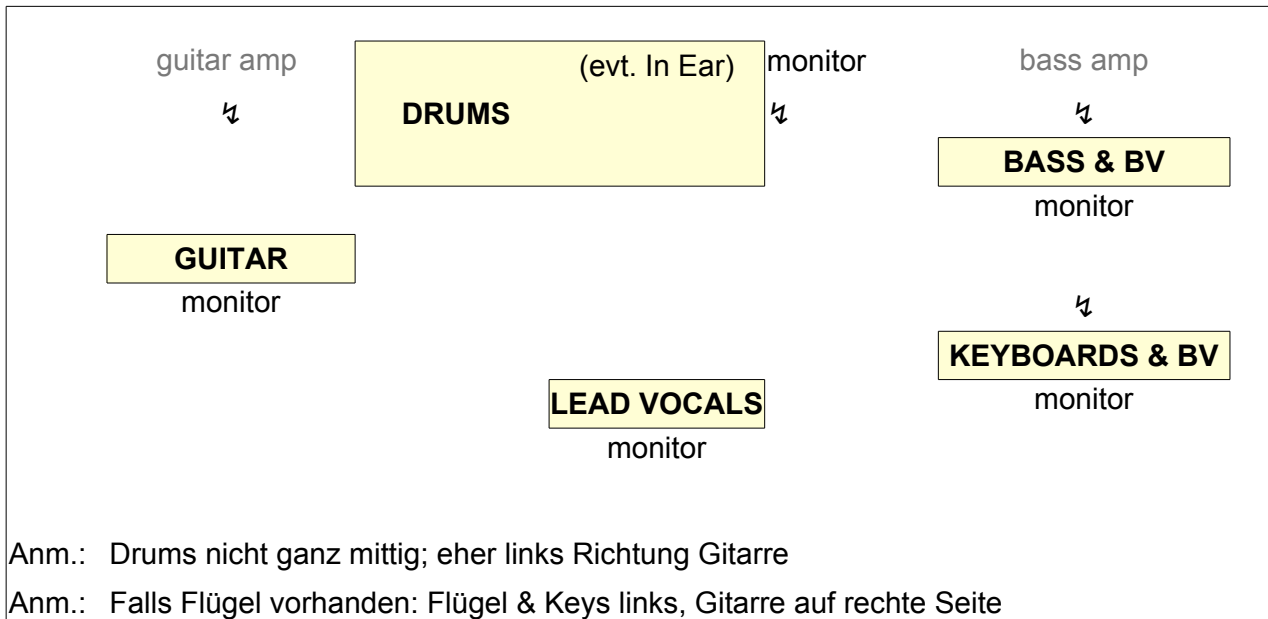 guitar amp (evt. In Ear) monitor bass amp
↯ DRUMS ↯ ↯
BASS & BV
monitor
GUITAR
monitor ↯
KEYBOARDS & BV
LEAD VOCALS monitor
monitor
Anm.: Drums nicht ganz mittig; eher links Richtung Gitarre
Anm.: Falls Flügel vorhanden: Flügel & Keys links, Gitarre auf rechte Seite